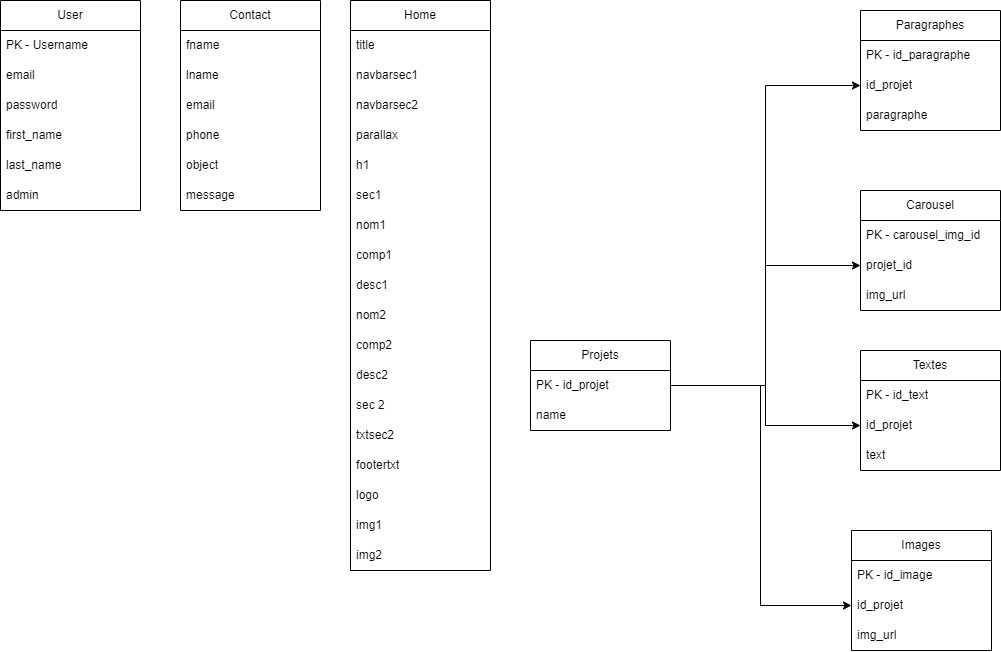 User
PK - Username
email
password
first_name
last_name
admin
Contact
fname
lname
email
phone
object
message
Home
title
navbarsec1
navbarsec2
parallax
h1
sec1
nom1
comp1
desc1
nom2
comp2
desc2
sec 2
txtsec2
footertxt
logo
img1
img2
Projets
PK - id_projet
name
Paragraphes
PK - id_paragraphe
id_projet
paragraphe
Carousel
PK - carousel_img_id
projet_id
img_url
Textes
PK - id_text
id_projet
text
Images
PK - id_image
id_projet
img_url